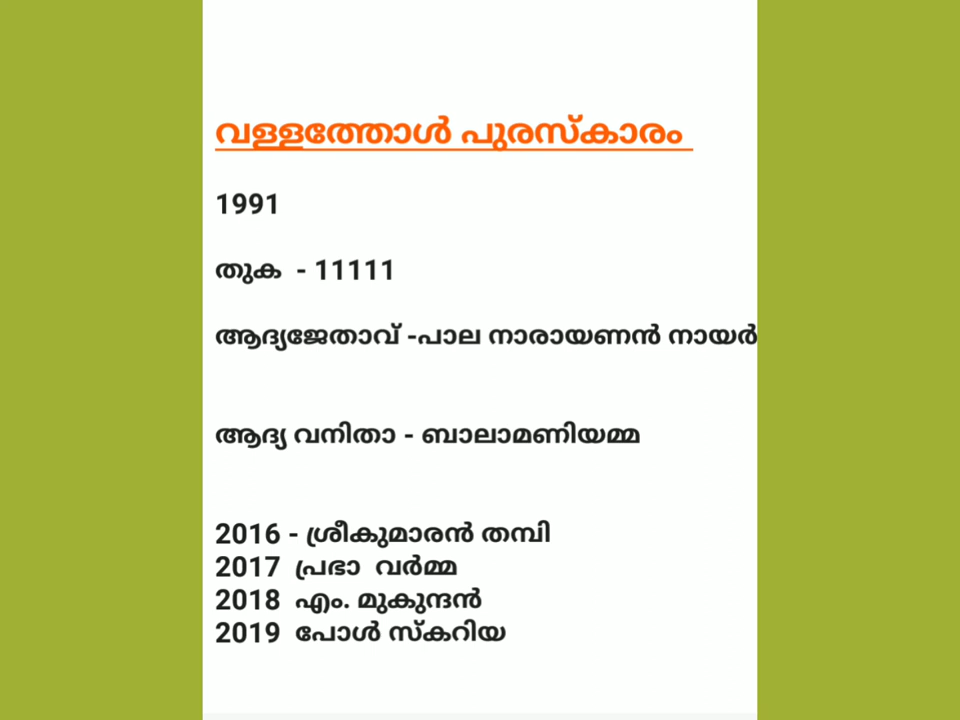 വള്ളത്തോൾ പുരസ്കാരം
1991
തുക - 11111
ആദ്യജേതാവ് -പാല നാരായണൻ നായർ
ആദ്യ വനിതാ - ബാലാമണിയമ്മ
2016 - ശ്രീകുമാരൻ തമ്പി
2017 പ്രഭാ വർമ്മ
2018 എം. മുകുന്ദൻ
2019 പോൾ സ്കറിയ